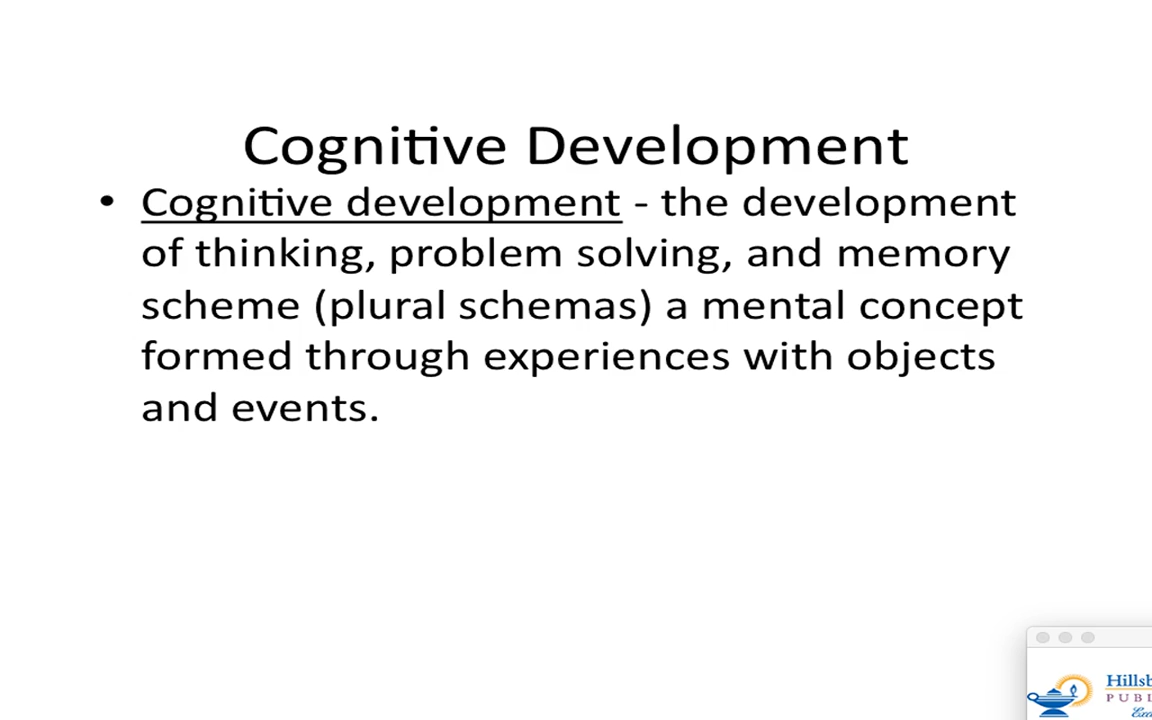 Cognitive Development
• Cognitive development - the development
of thinking, problem solving, and memory
scheme (plural schemas) a mental concept
formed through experiences with objects
and events.